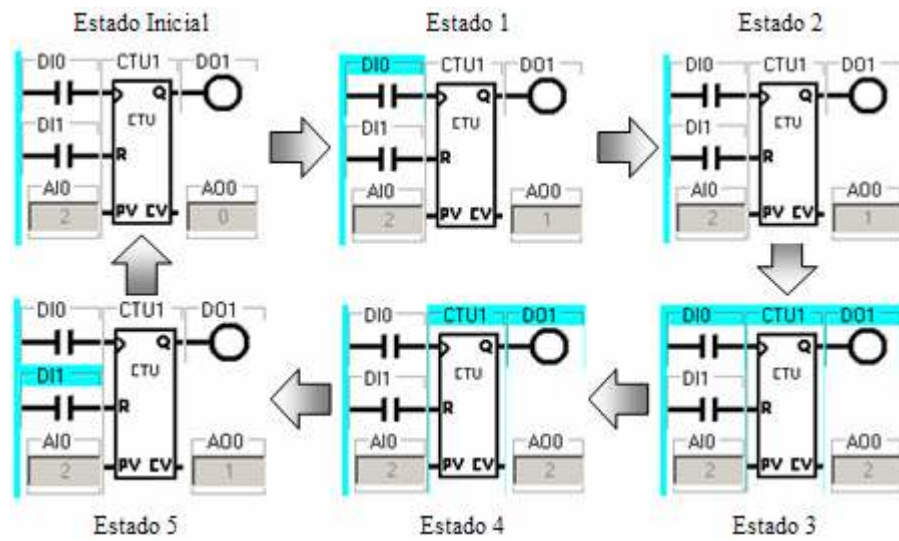 Estado Inicial
Estado 1
Estado 2
DI0 CTU1 DO1
Q
CTU
DI1
R
AI0 AO0
2 PV CV 0
DI0 CTU1 DO1
Q
CTU
DI1
R
AI0 AO0
2 PV CV 1
DI0 CTU1 DO1
Q
CTU
DI1
R
AI0 AO0
2 PV CV 1
DI0 CTU1 DO1
Q
CTU
DI1
R
AI0 AO0
2 PV CV 1
DI0 CTU1 DO1
Q
CTU
DI1
R
AI0 AO0
2 PV CV 2
DI0 CTU1 DO1
Q
CTU
DI1
R
AI0 AO0
2 PV CV 2
Estado 5
Estado 4
Estado 3